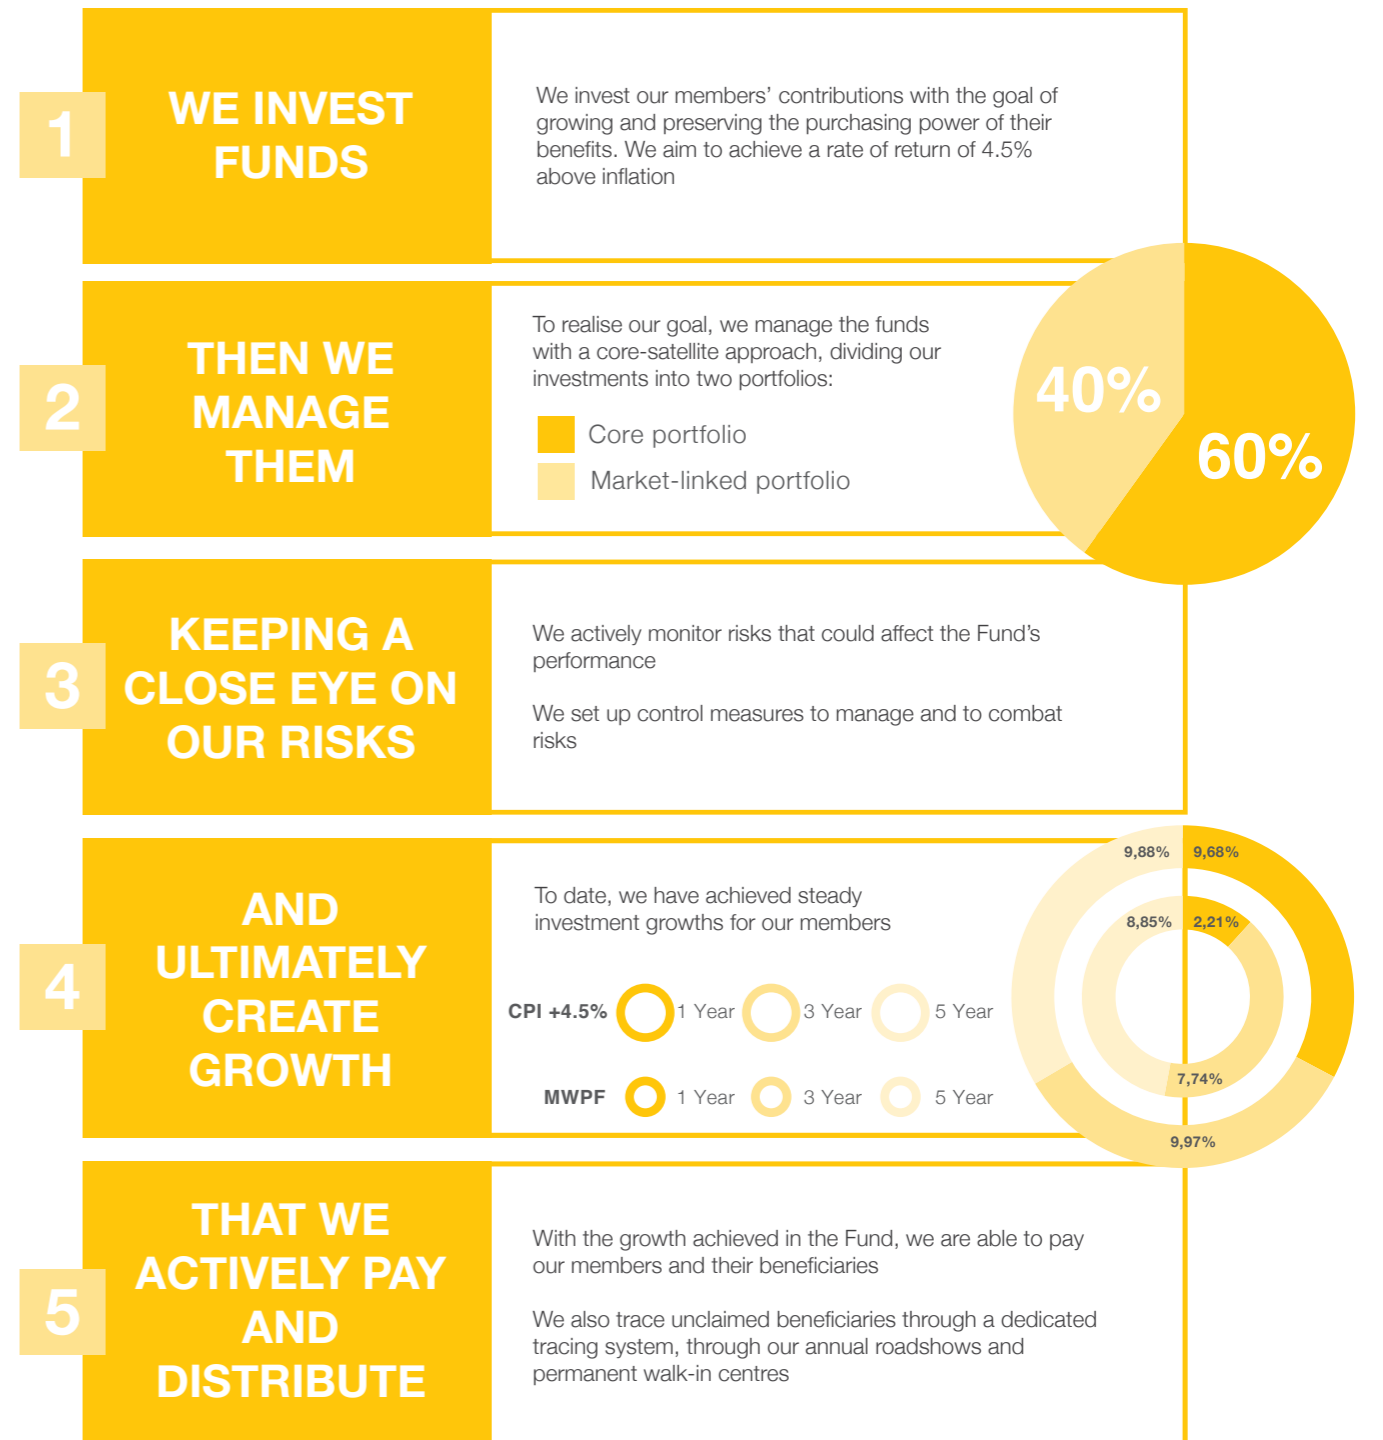 1
WE INVEST
FUNDS
We invest our members’ contributions with the goal of
growing and preserving the purchasing power of their
benefits. We aim to achieve a rate of return of 4.5%
above inflation
2
THEN WE
MANAGE
THEM
To realise our goal, we manage the funds
with a core-satellite approach, dividing our
investments into two portfolios:
Core portfolio
Market-linked portfolio
40%
60%
3
KEEPING A
CLOSE EYE ON
OUR RISKS
We actively monitor risks that could affect the Fund’s
performance
We set up control measures to manage and to combat
risks
4
AND
ULTIMATELY
CREATE
GROWTH
To date, we have achieved steady
investment growths for our members
CPI +4.5% 1 Year 3 Year 5 Year
MWPF 1 Year 3 Year 5 Year
9,88% 9,68%
8,85% 2,21%
7,74%
9,97%
5
THAT WE
ACTIVELY PAY
AND
DISTRIBUTE
With the growth achieved in the Fund, we are able to pay
our members and their beneficiaries
We also trace unclaimed beneficiaries through a dedicated
tracing system, through our annual roadshows and
permanent walk-in centres